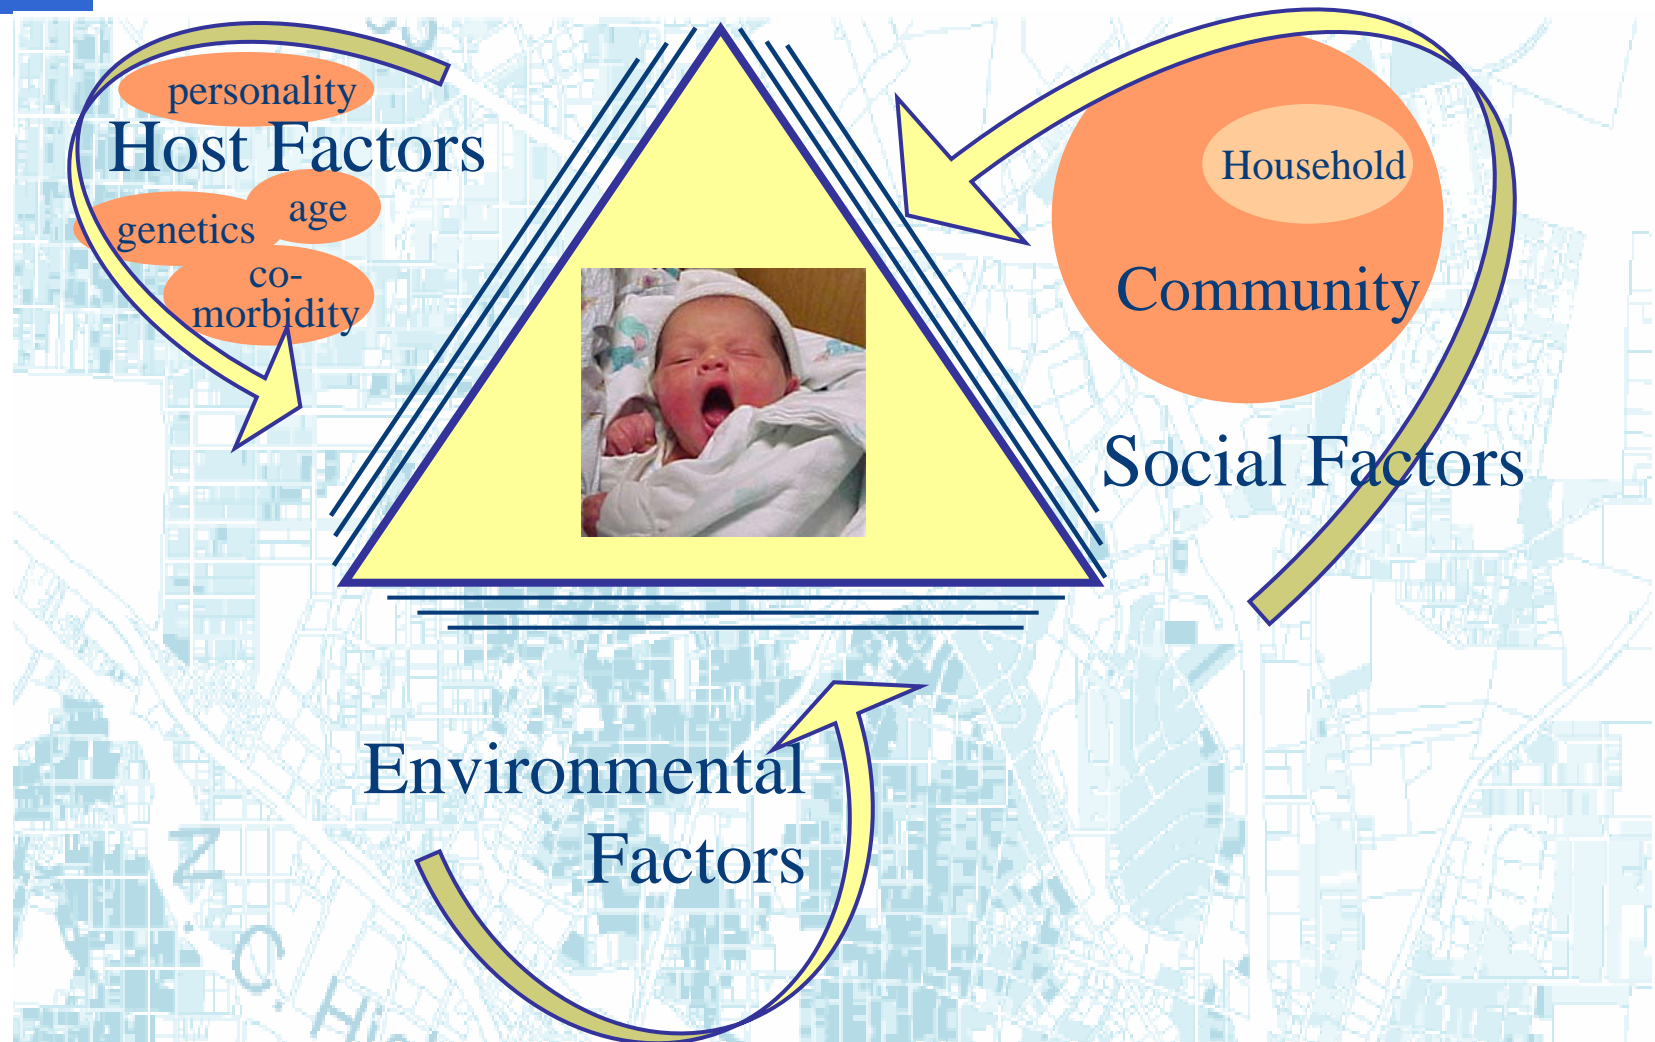 personality
Host Factors
age
genetics
co-
morbidity
Household
Community
Social Factors
Environmental
Factors